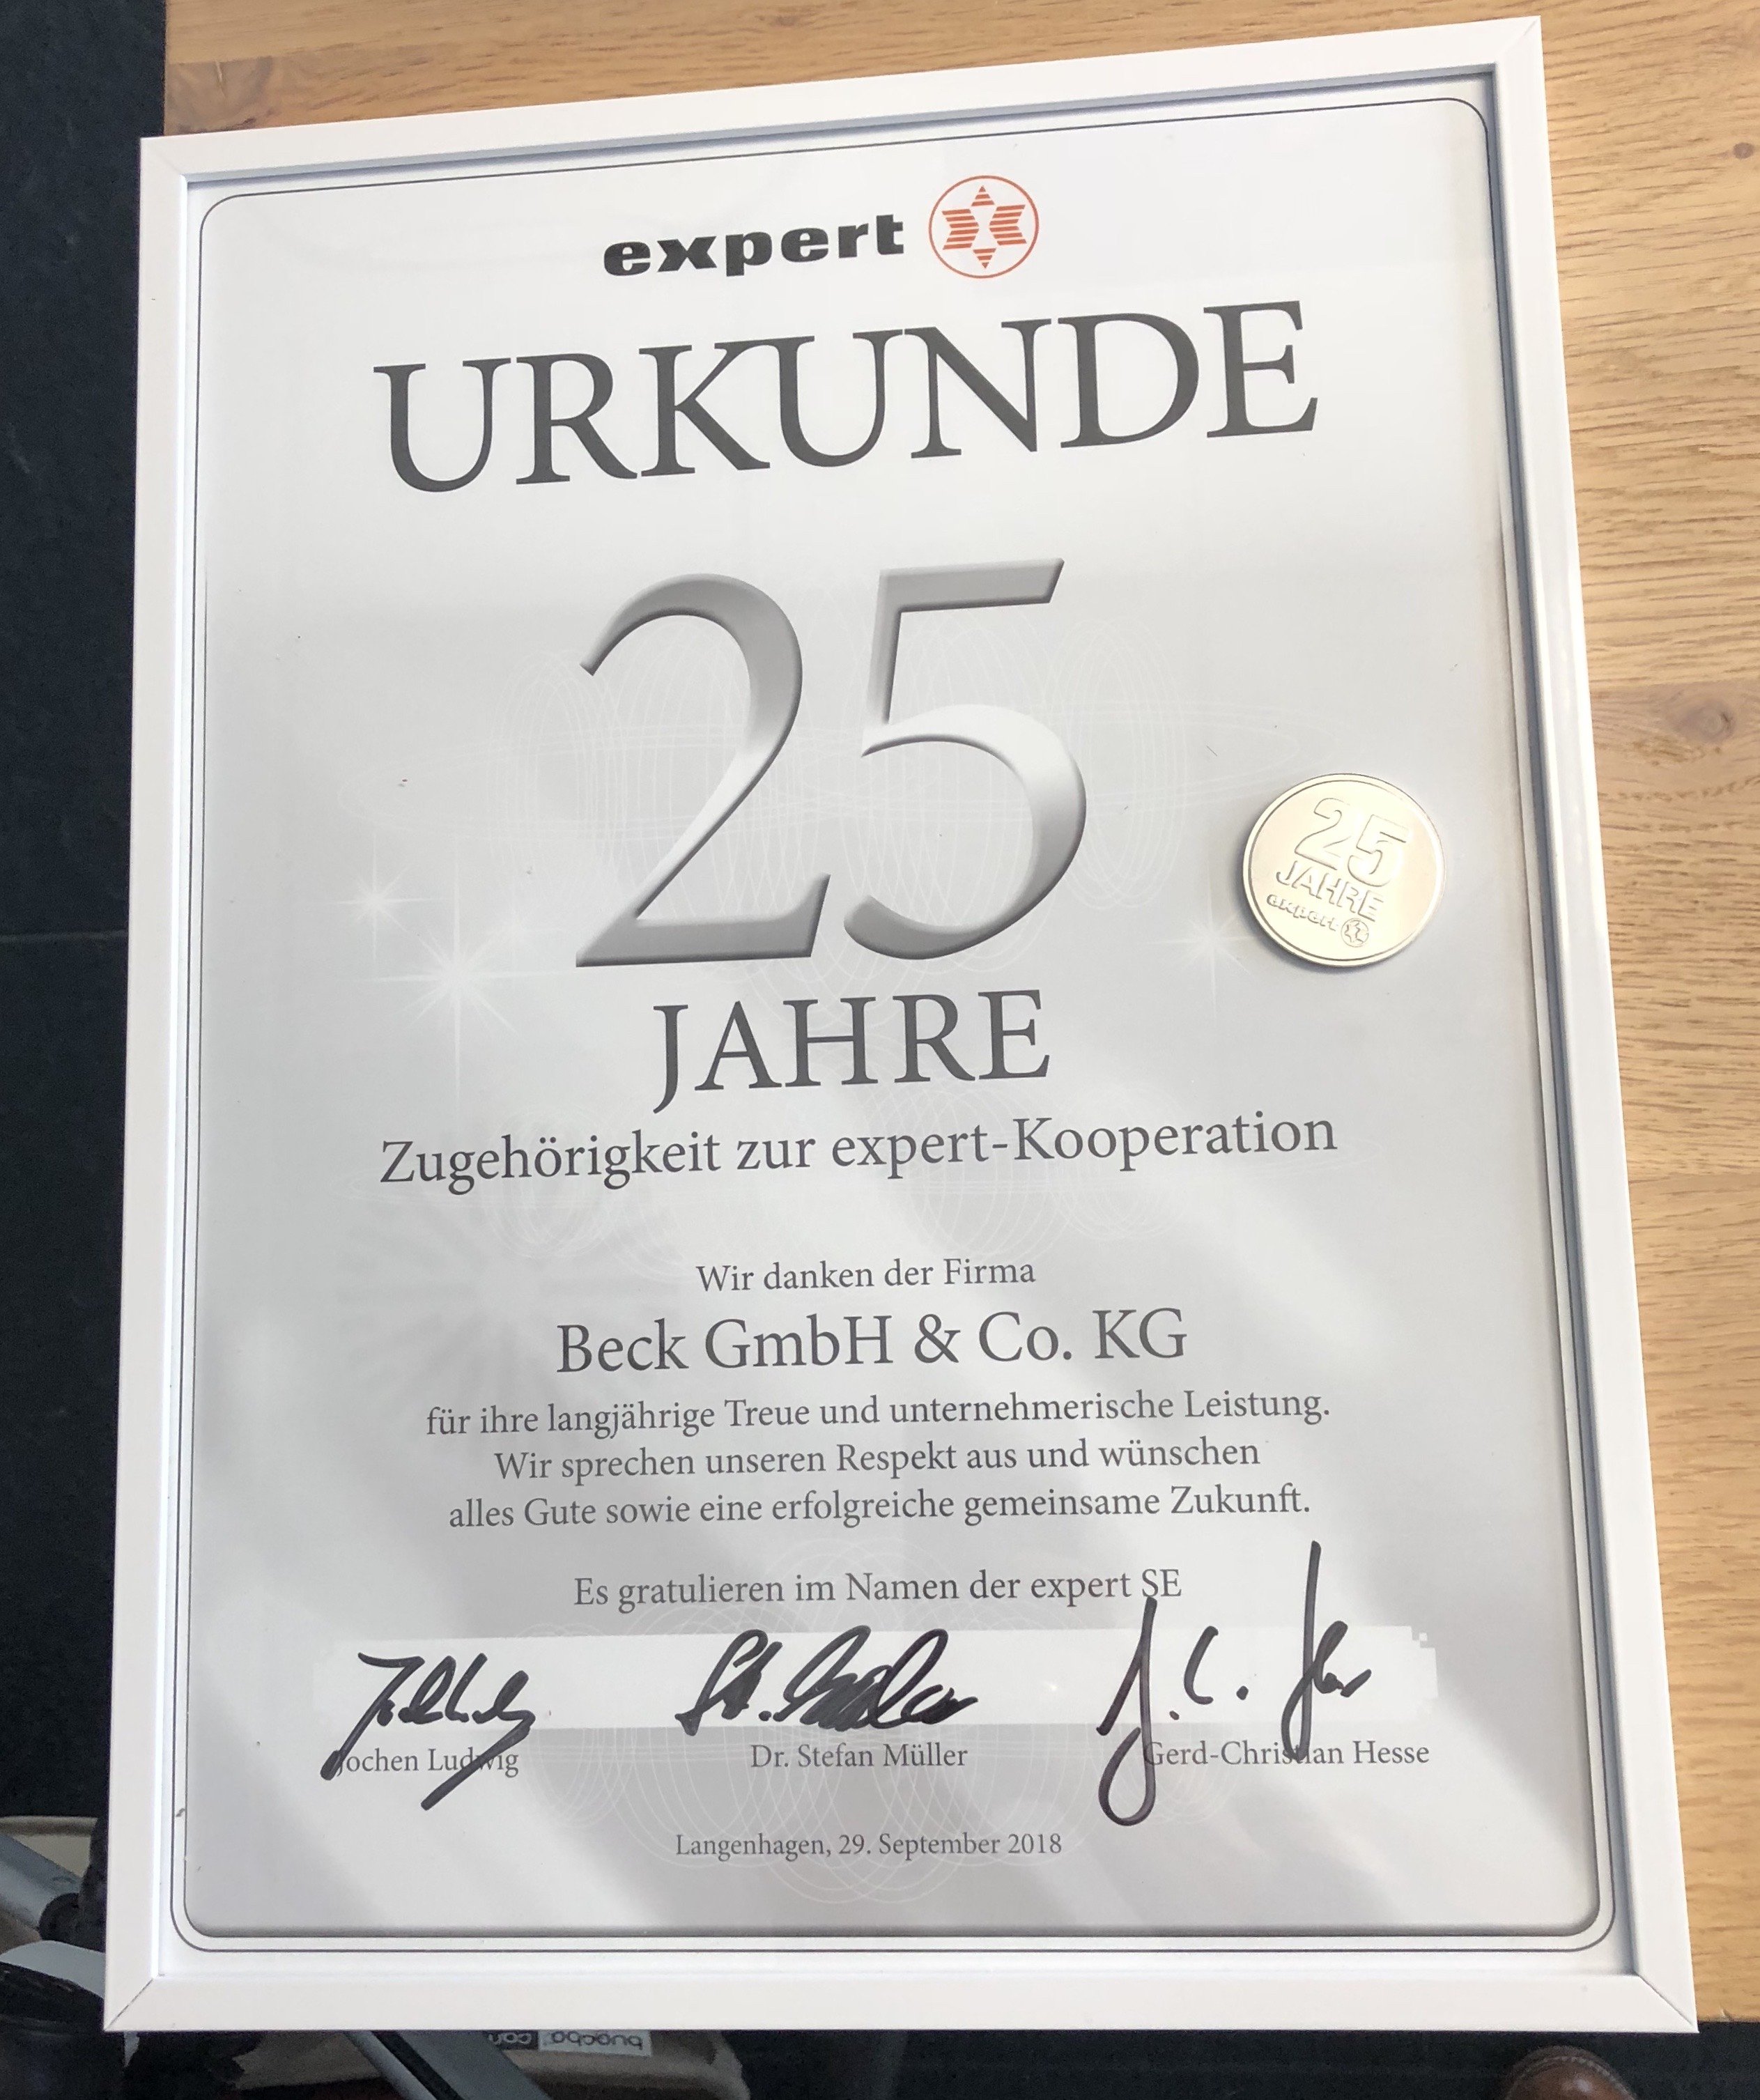 expert
URKUNDE
25
JAHRE
25
JAHRE
expert
Zugehörigkeit zur expert-Kooperation
Wir danken der Firma
Beck GmbH & Co. KG
für ihre langjährige Treue und unternehmerische Leistung.
Wir sprechen unseren Respekt aus und wünschen
alles Gute sowie eine erfolgreiche gemeinsame Zukunft.
Es gratulieren im Namen der expert SE
Jochen Ludwig
Dr. Stefan Müller
Gerd-Christian Hesse
Langenhagen, 29. September 2018
bugaboo